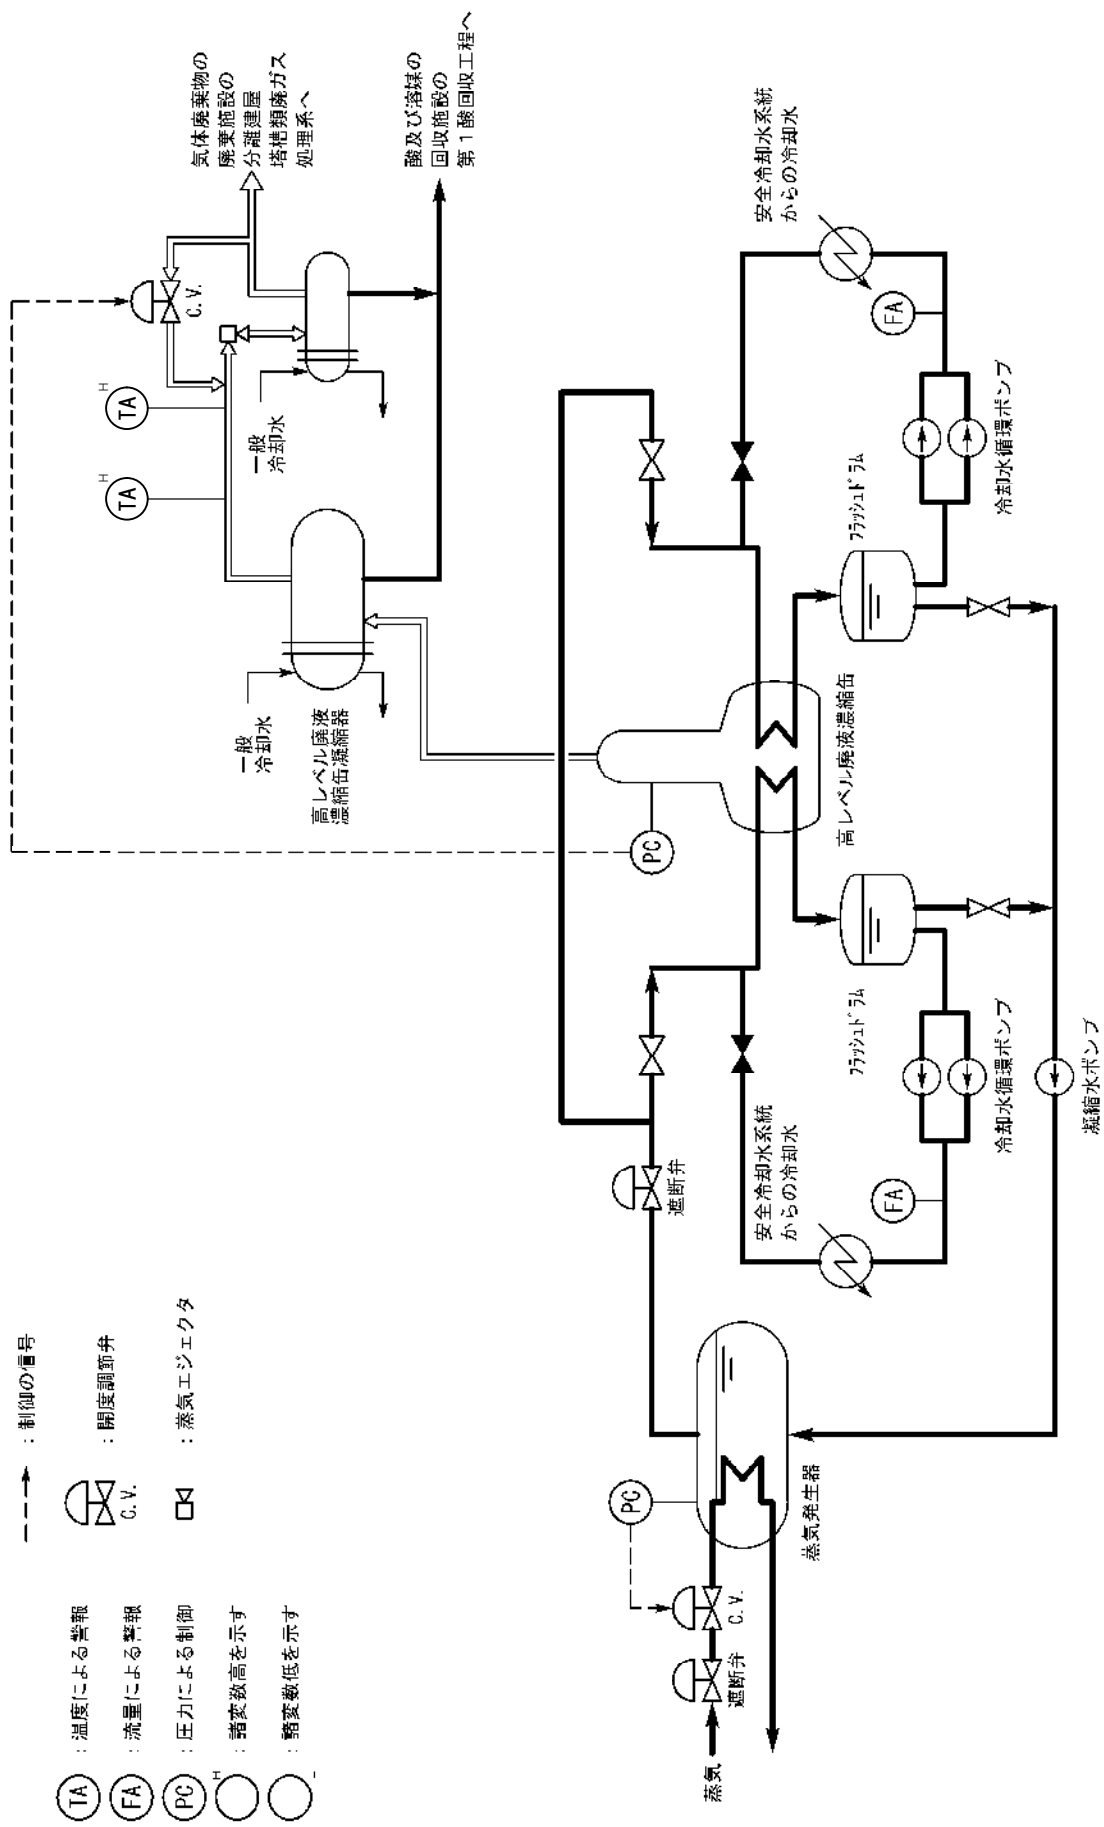 TA
：温度による警報
FA
：流量による警報
PC
：圧力による制御
H
：諸変数高を示す
L
：諸変数低を示す
：制御の信号
C.V.
：開度調節弁
：蒸気エジェクタ
気体廃棄物の
廃棄施設の
分離建屋
塔槽類廃ガス
処理系へ
酸及び溶媒の
回収施設の
第１酸回収工程へ
C.V.
TA
H
TA
H
一般
冷却水
一般
冷却水
高レベル廃液
濃縮缶凝縮器
PC
高レベル廃液濃縮缶
安全冷却水系統
からの冷却水
FA
冷却水循環ポンプ
フラッシュドラム
フラッシュドラム
冷却水循環ポンプ
FA
安全冷却水系統
からの冷却水
遮断弁
凝縮水ポンプ
PC
蒸気発生器
C.V.
遮断弁
蒸気